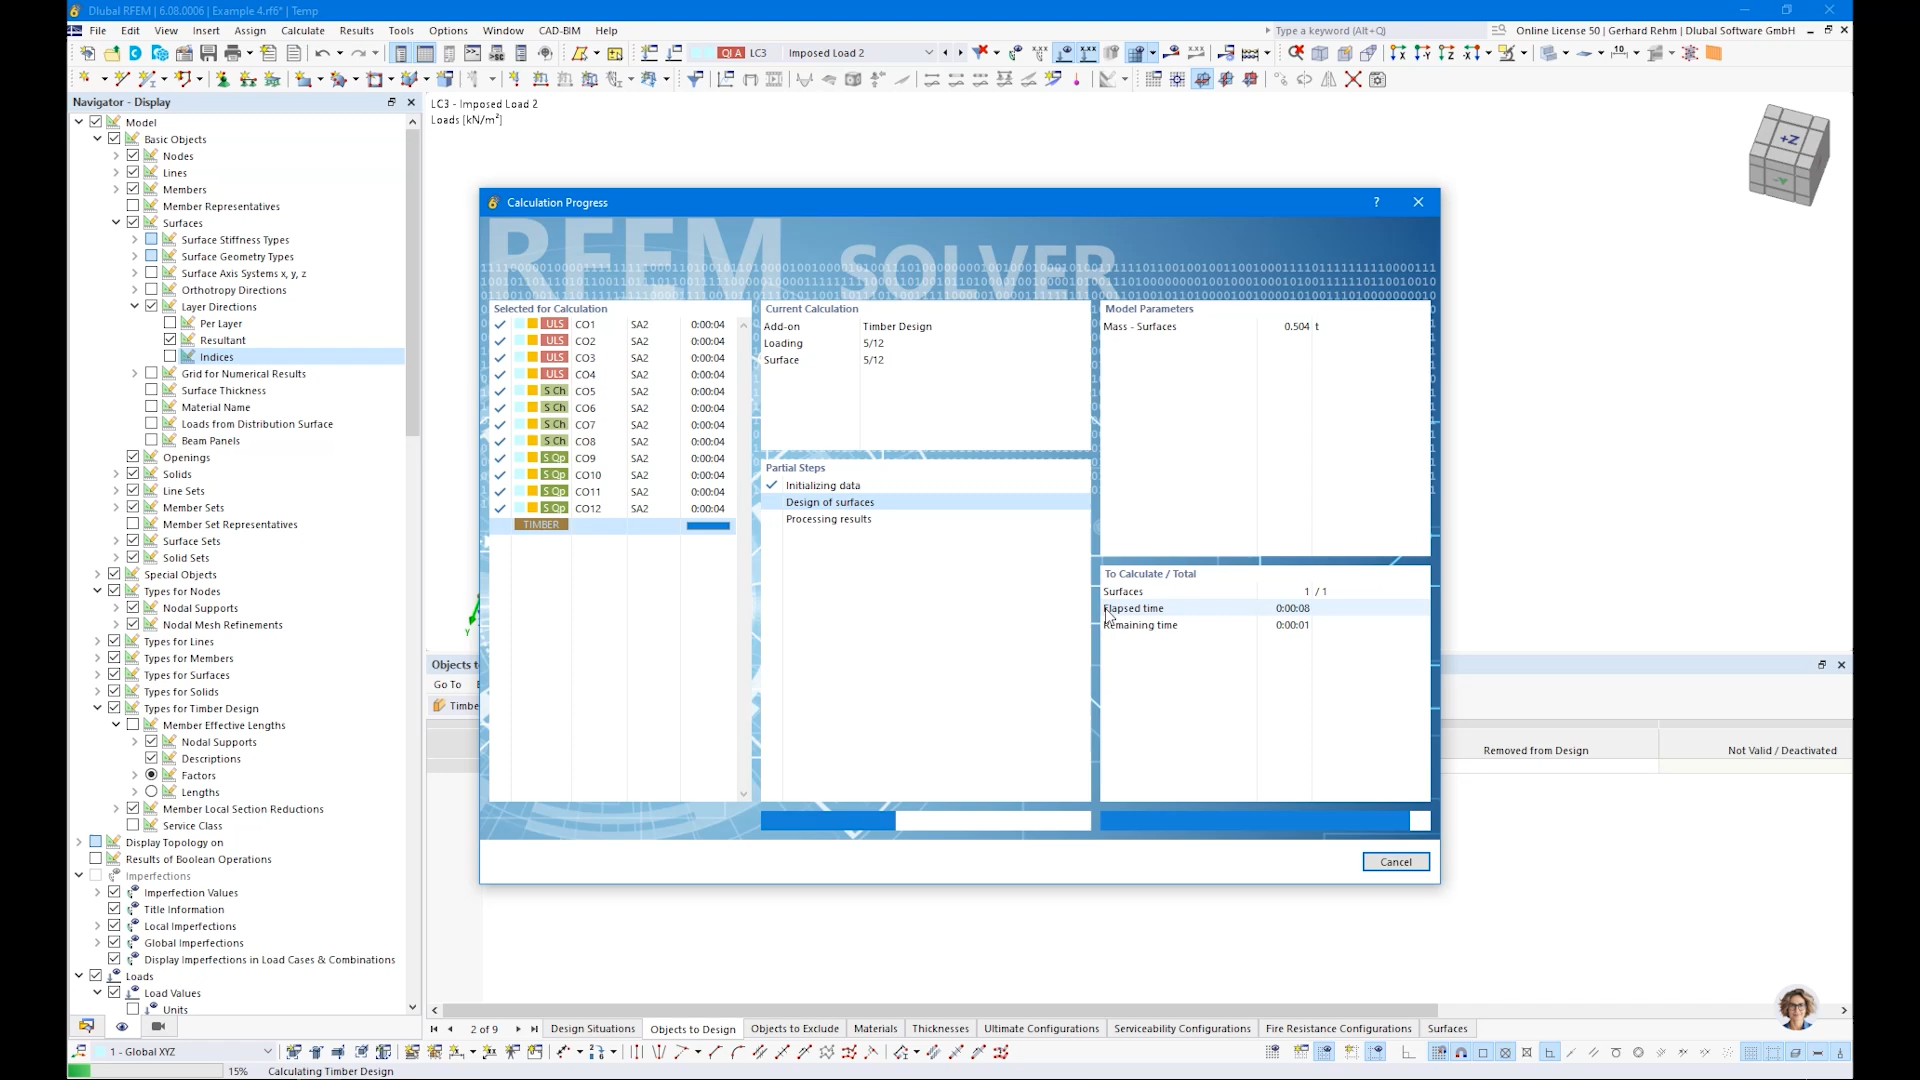 Dlubal RFEM | 6.08.0006 | Example 4.rf6* | Temp
File Edit View Insert Assign Calculate Results Tools Options Window CAD-BIM Help
Type a keyword (Alt+Q)
Online License 50 | Gerhard Rehm | Dlubal Software GmbH
QI A LC3 Imposed Load 2
Navigator - Display
Model
Basic Objects
Nodes
Lines
Members
Member Representatives
Surfaces
Surface Stiffness Types
Surface Geometry Types
Surface Axis Systems x, y, z
Orthotropy Directions
Layer Directions
Per Layer
Resultant
Indices
Grid for Numerical Results
Surface Thickness
Material Name
Loads from Distribution Surface
Beam Panels
Openings
Solids
Line Sets
Member Sets
Member Set Representatives
Surface Sets
Solid Sets
Special Objects
Types for Nodes
Nodal Supports
Nodal Mesh Refinements
Types for Lines
Types for Members
Types for Surfaces
Types for Solids
Types for Timber Design
Member Effective Lengths
Nodal Supports
Descriptions
Factors
Lengths
Member Local Section Reductions
Service Class
Display Topology on
Results of Boolean Operations
Imperfections
Imperfection Values
Title Information
Local Imperfections
Global Imperfections
Display Imperfections in Load Cases & Combinations
Loads
Load Values
Units
LC3 - Imposed Load 2
Loads [kN/m²]
+Z
-Y
Calculation Progress
RFEM SOLVER
Selected for Calculation
ULS CO1 SA2 0:00:04
ULS CO2 SA2 0:00:04
ULS CO3 SA2 0:00:04
ULS CO4 SA2 0:00:04
S Ch CO5 SA2 0:00:04
S Ch CO6 SA2 0:00:04
S Ch CO7 SA2 0:00:04
S Ch CO8 SA2 0:00:04
S Qp CO9 SA2 0:00:04
S Qp CO10 SA2 0:00:04
S Qp CO11 SA2 0:00:04
S Qp CO12 SA2 0:00:04
TIMBER
Current Calculation
Add-on Timber Design
Loading 5/12
Surface 5/12
Partial Steps
Initializing data
Design of surfaces
Processing results
Model Parameters
Mass - Surfaces 0.504 t
To Calculate / Total
Surfaces 1 / 1
Elapsed time 0:00:08
Remaining time 0:00:01
Cancel
Y
Objects t
Go To
Timbe
Removed from Design
Not Valid / Deactivated
2 of 9 Design Situations Objects to Design Objects to Exclude Materials Thicknesses Ultimate Configurations Serviceability Configurations Fire Resistance Configurations Surfaces
1 - Global XYZ
15% Calculating Timber Design